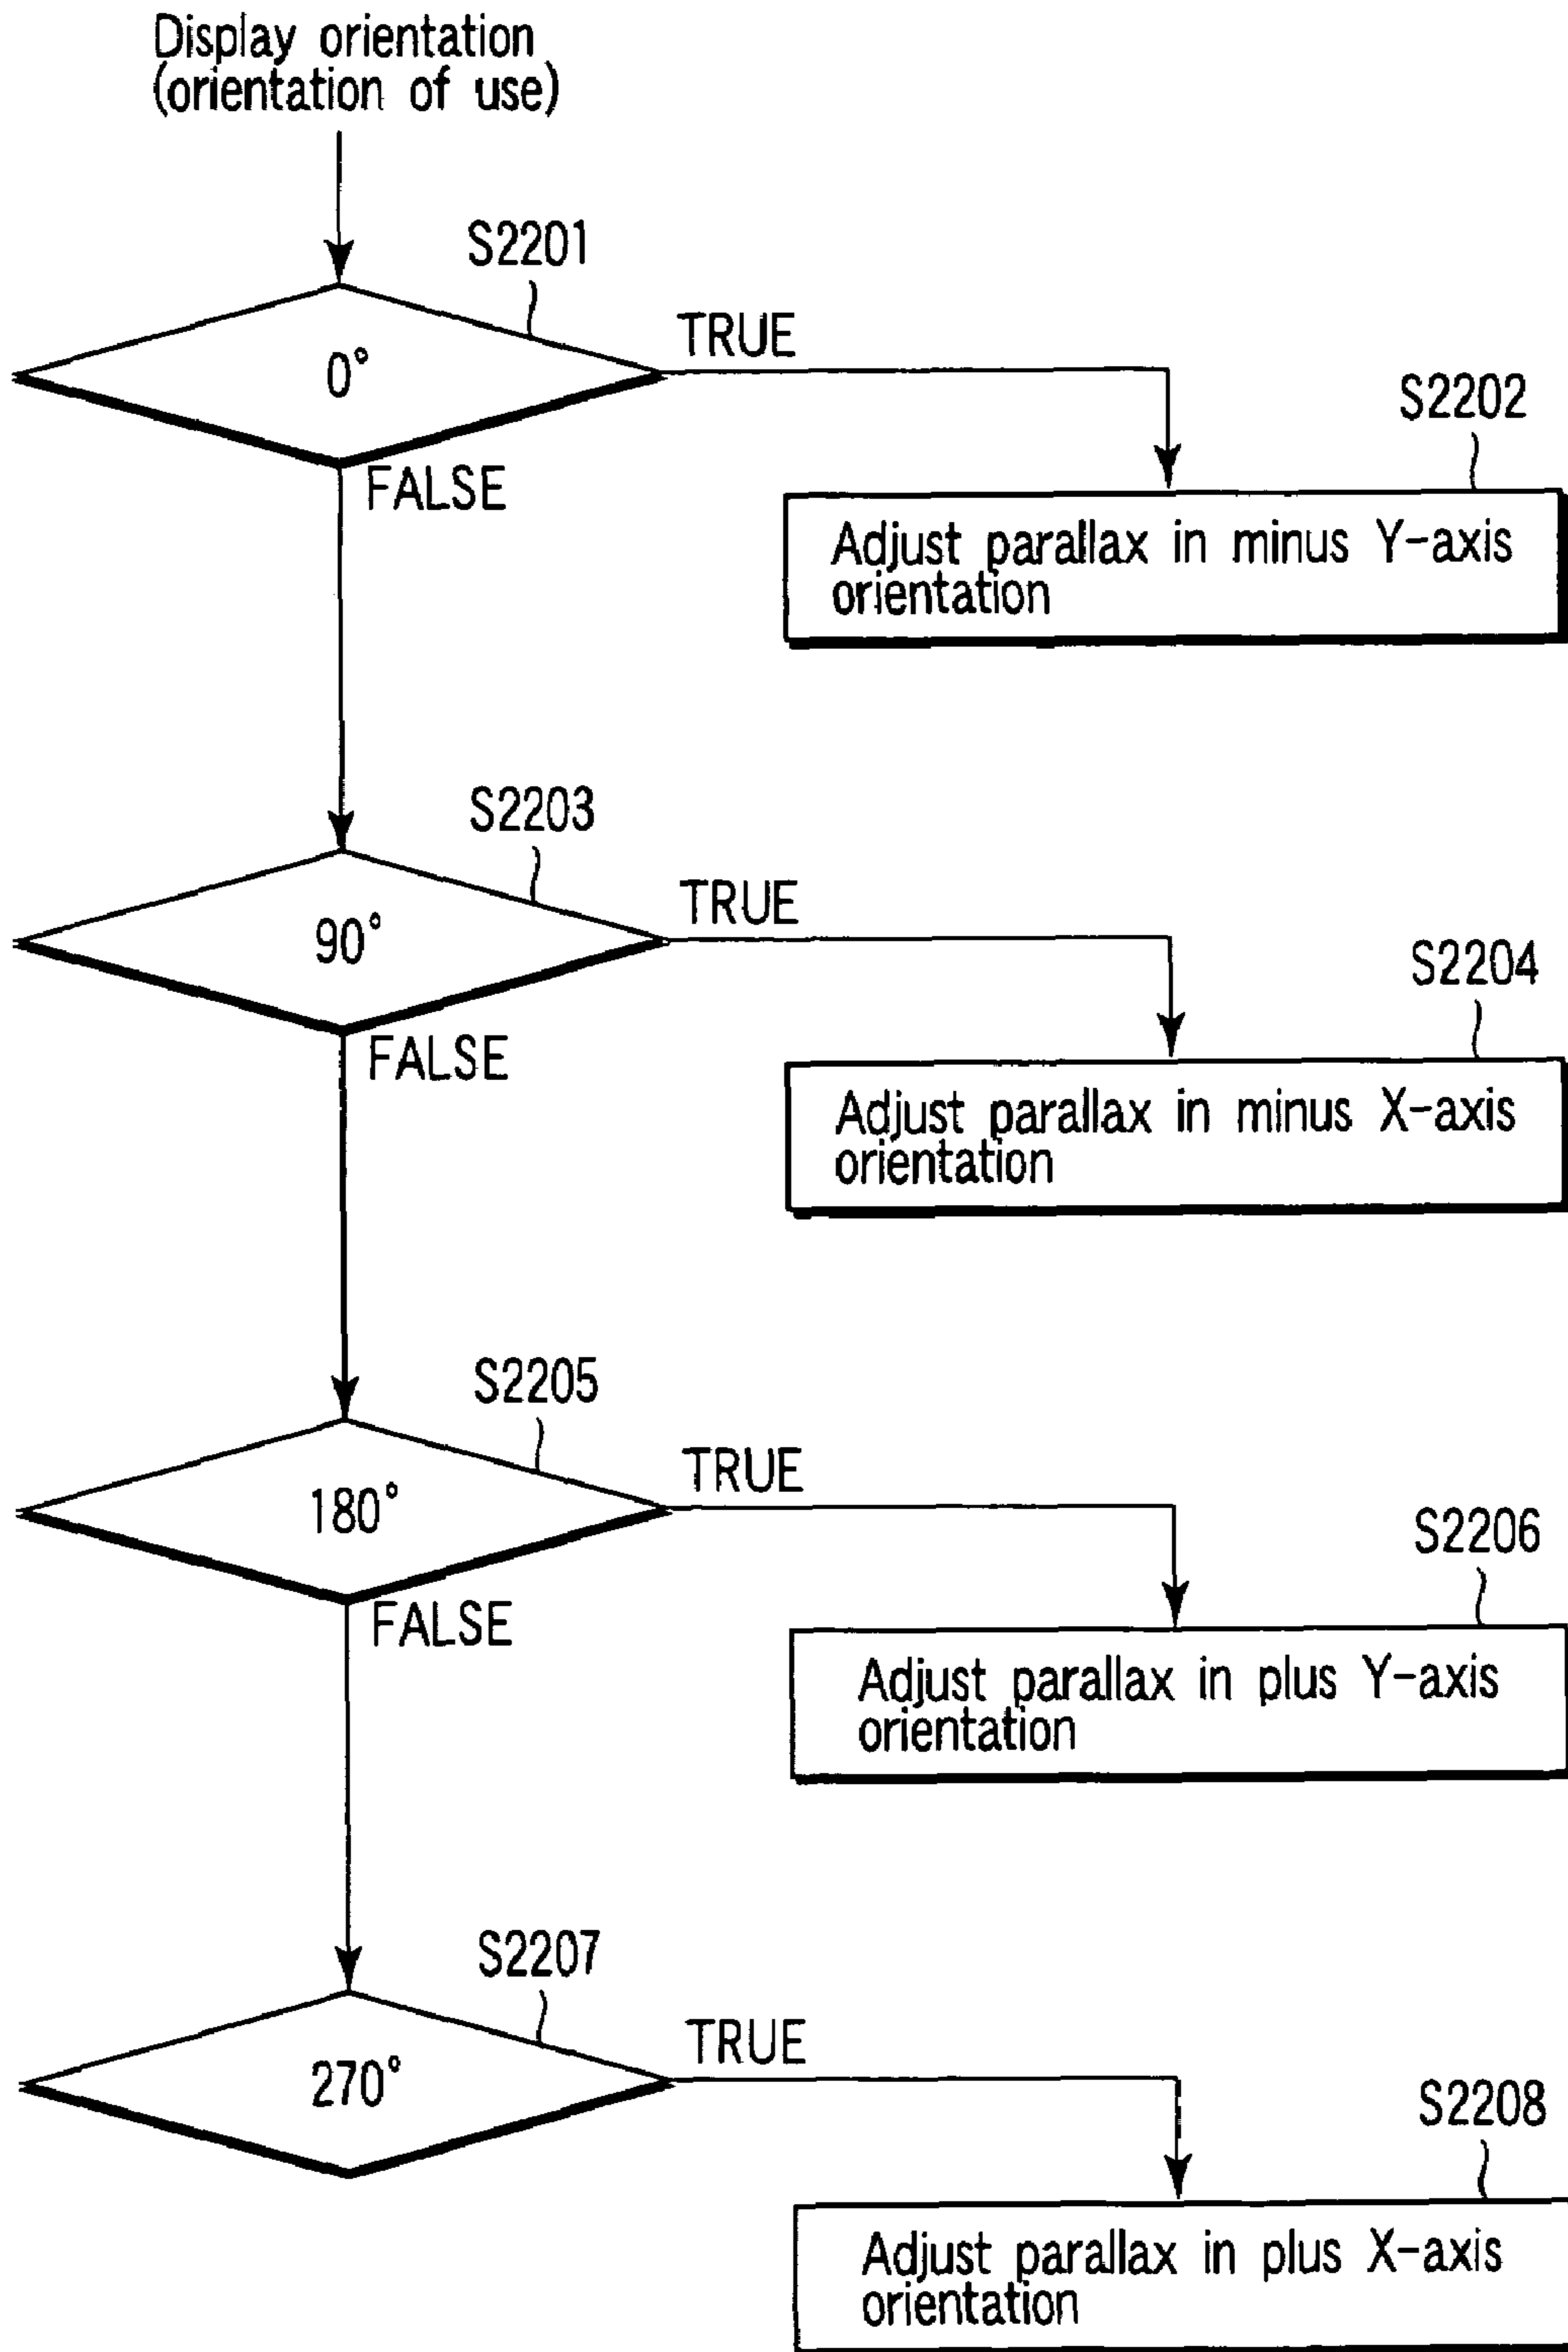 Display orientation
(orientation of use)
S2201
0°
TRUE
FALSE
S2202
Adjust parallax in minus Y-axis
orientation
S2203
90°
TRUE
FALSE
S2204
Adjust parallax in minus X-axis
orientation
S2205
180°
TRUE
FALSE
S2206
Adjust parallax in plus Y-axis
orientation
S2207
270°
TRUE
S2208
Adjust parallax in plus X-axis
orientation